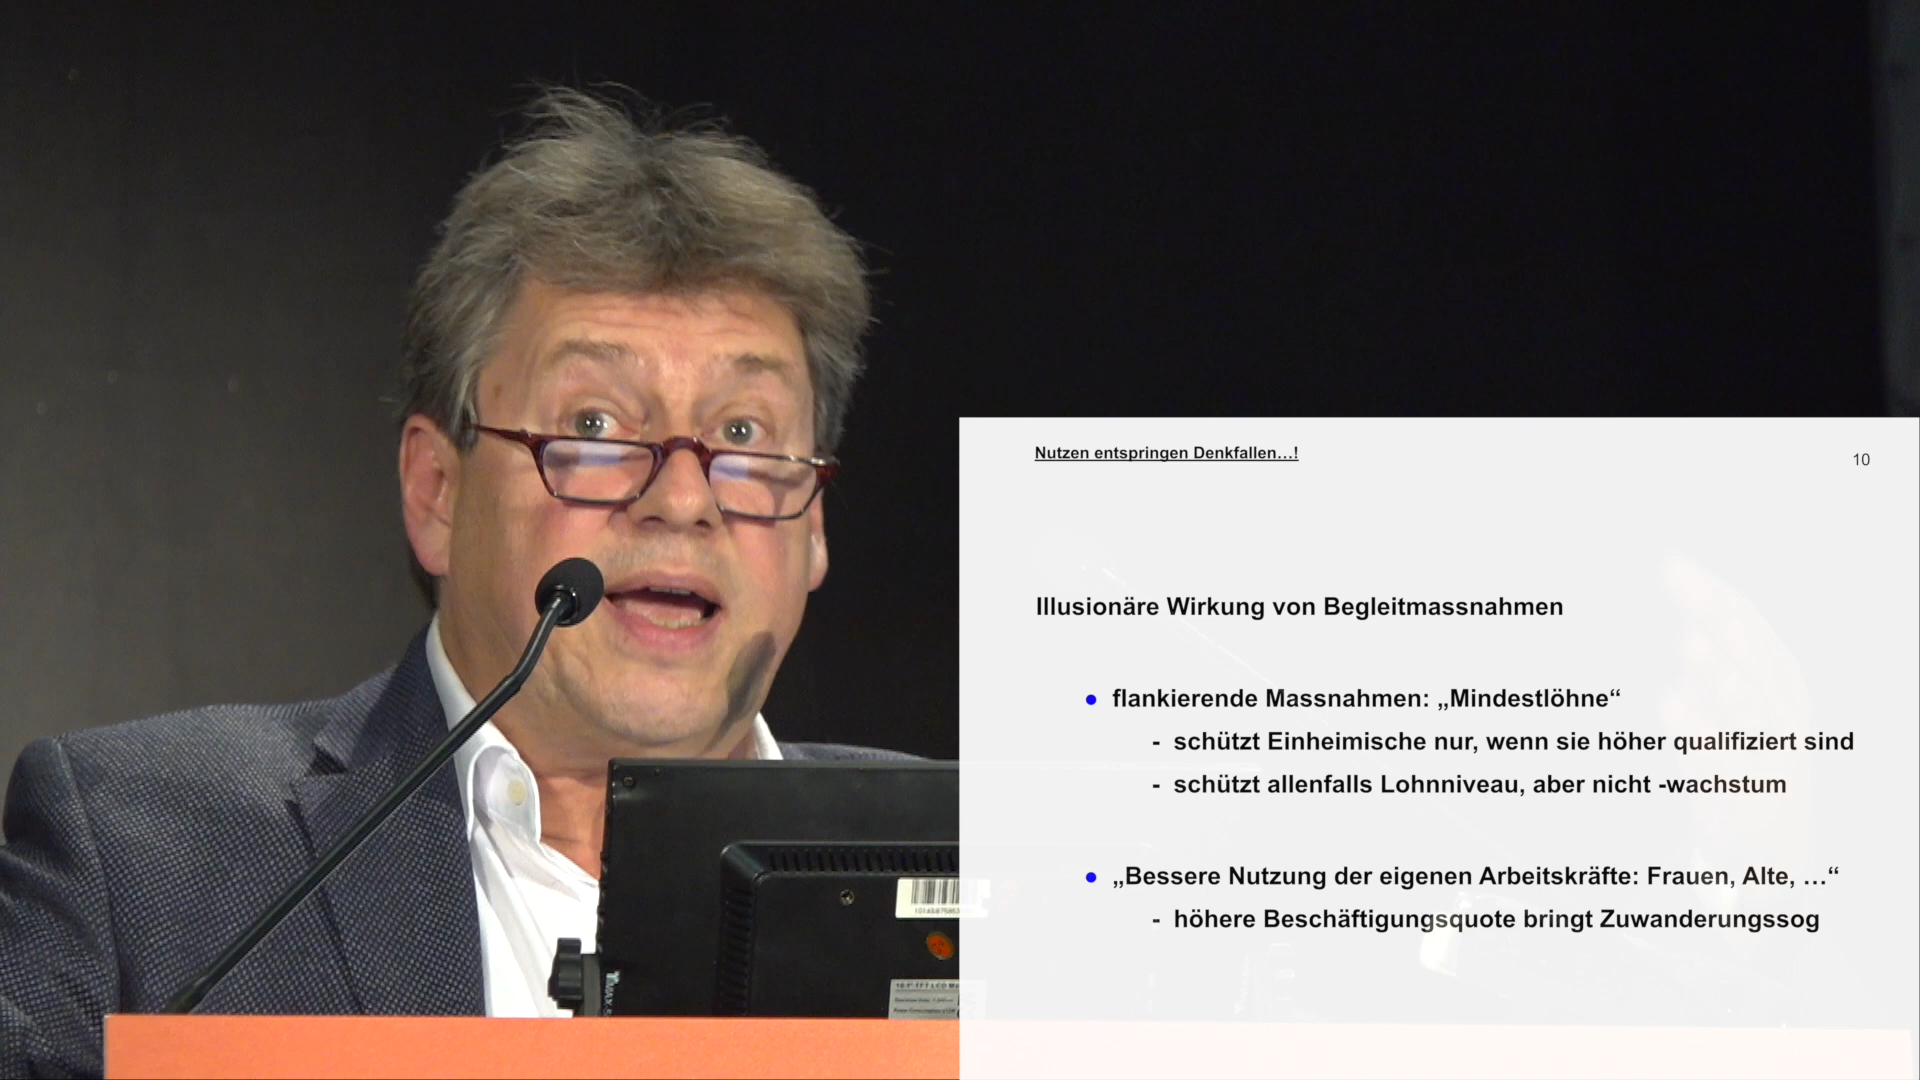 Nutzen entspringen Denkfallen…!
10
Illusionäre Wirkung von Begleitmassnahmen
● flankierende Massnahmen: „Mindestlöhne“
- schützt Einheimische nur, wenn sie höher qualifiziert sind
- schützt allenfalls Lohnniveau, aber nicht -wachstum
● „Bessere Nutzung der eigenen Arbeitskräfte: Frauen, Alte, …“
- höhere Beschäftigungsquote bringt Zuwanderungssog